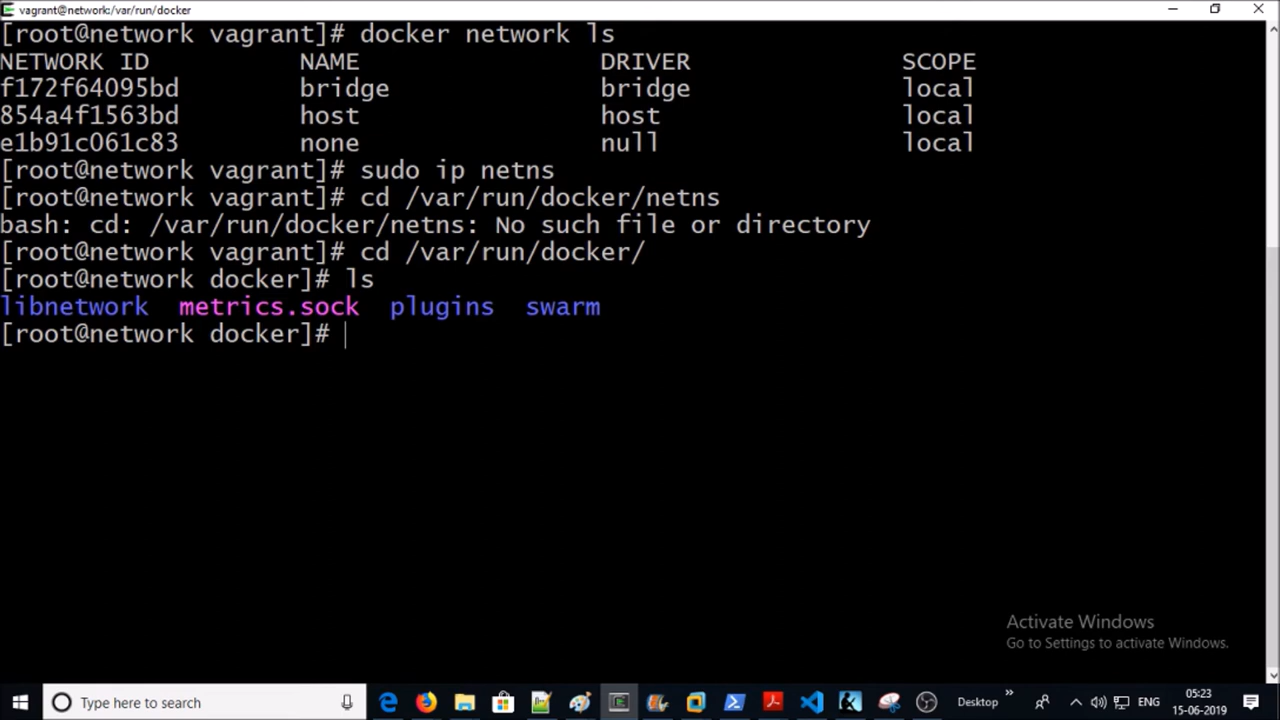 vagrant@network:/var/run/docker
[root@network vagrant]# docker network ls
NETWORK ID NAME DRIVER SCOPE
f172f64095bd bridge bridge local
854a4f1563bd host host local
e1b91c061c83 none null local
[root@network vagrant]# sudo ip netns
[root@network vagrant]# cd /var/run/docker/netns
bash: cd: /var/run/docker/netns: No such file or directory
[root@network vagrant]# cd /var/run/docker/
[root@network docker]# ls
libnetwork metrics.sock plugins swarm
[root@network docker]#
Activate Windows
Go to Settings to activate Windows.
Type here to search
Desktop
ENG
05:23
15-06-2019